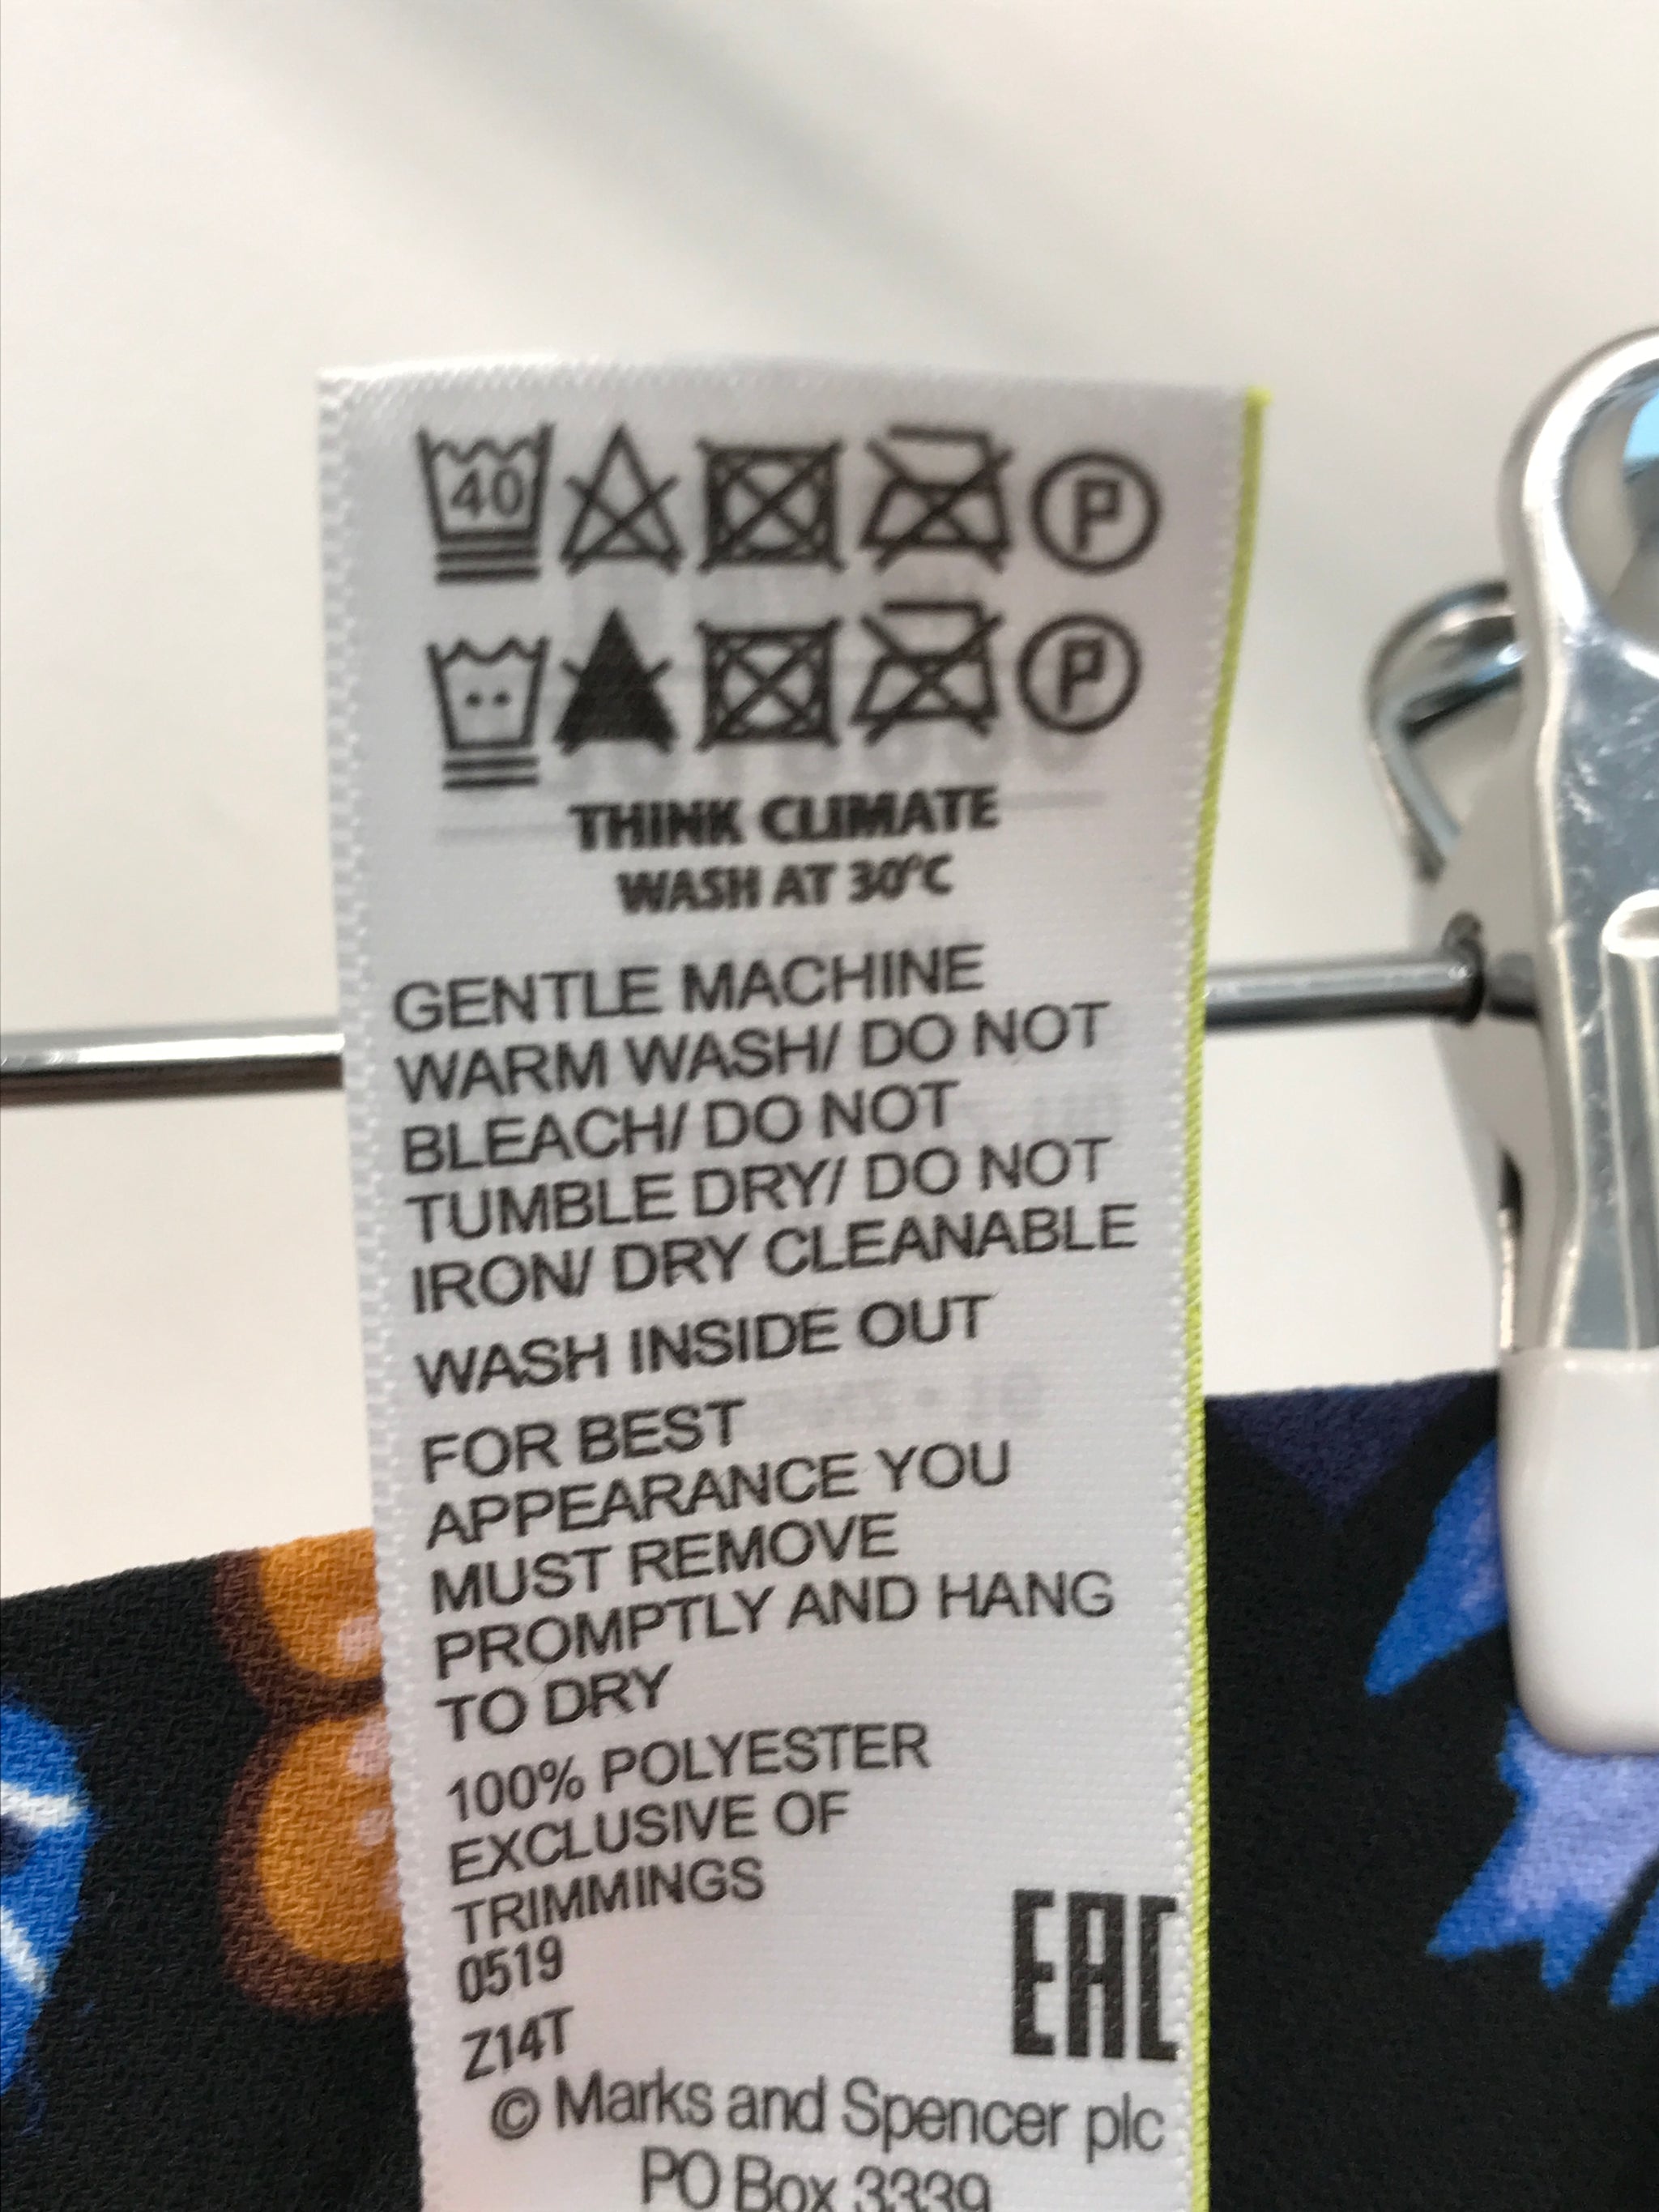 40 P
P
THINK CLIMATE
WASH AT 30°C
GENTLE MACHINE
WARM WASH/ DO NOT
BLEACH/ DO NOT
TUMBLE DRY/ DO NOT
IRON/ DRY CLEANABLE
WASH INSIDE OUT
FOR BEST
APPEARANCE YOU
MUST REMOVE
PROMPTLY AND HANG
TO DRY
100% POLYESTER
EXCLUSIVE OF
TRIMMINGS
0519
Z14T
EAC
© Marks and Spencer plc
PO Box 3339